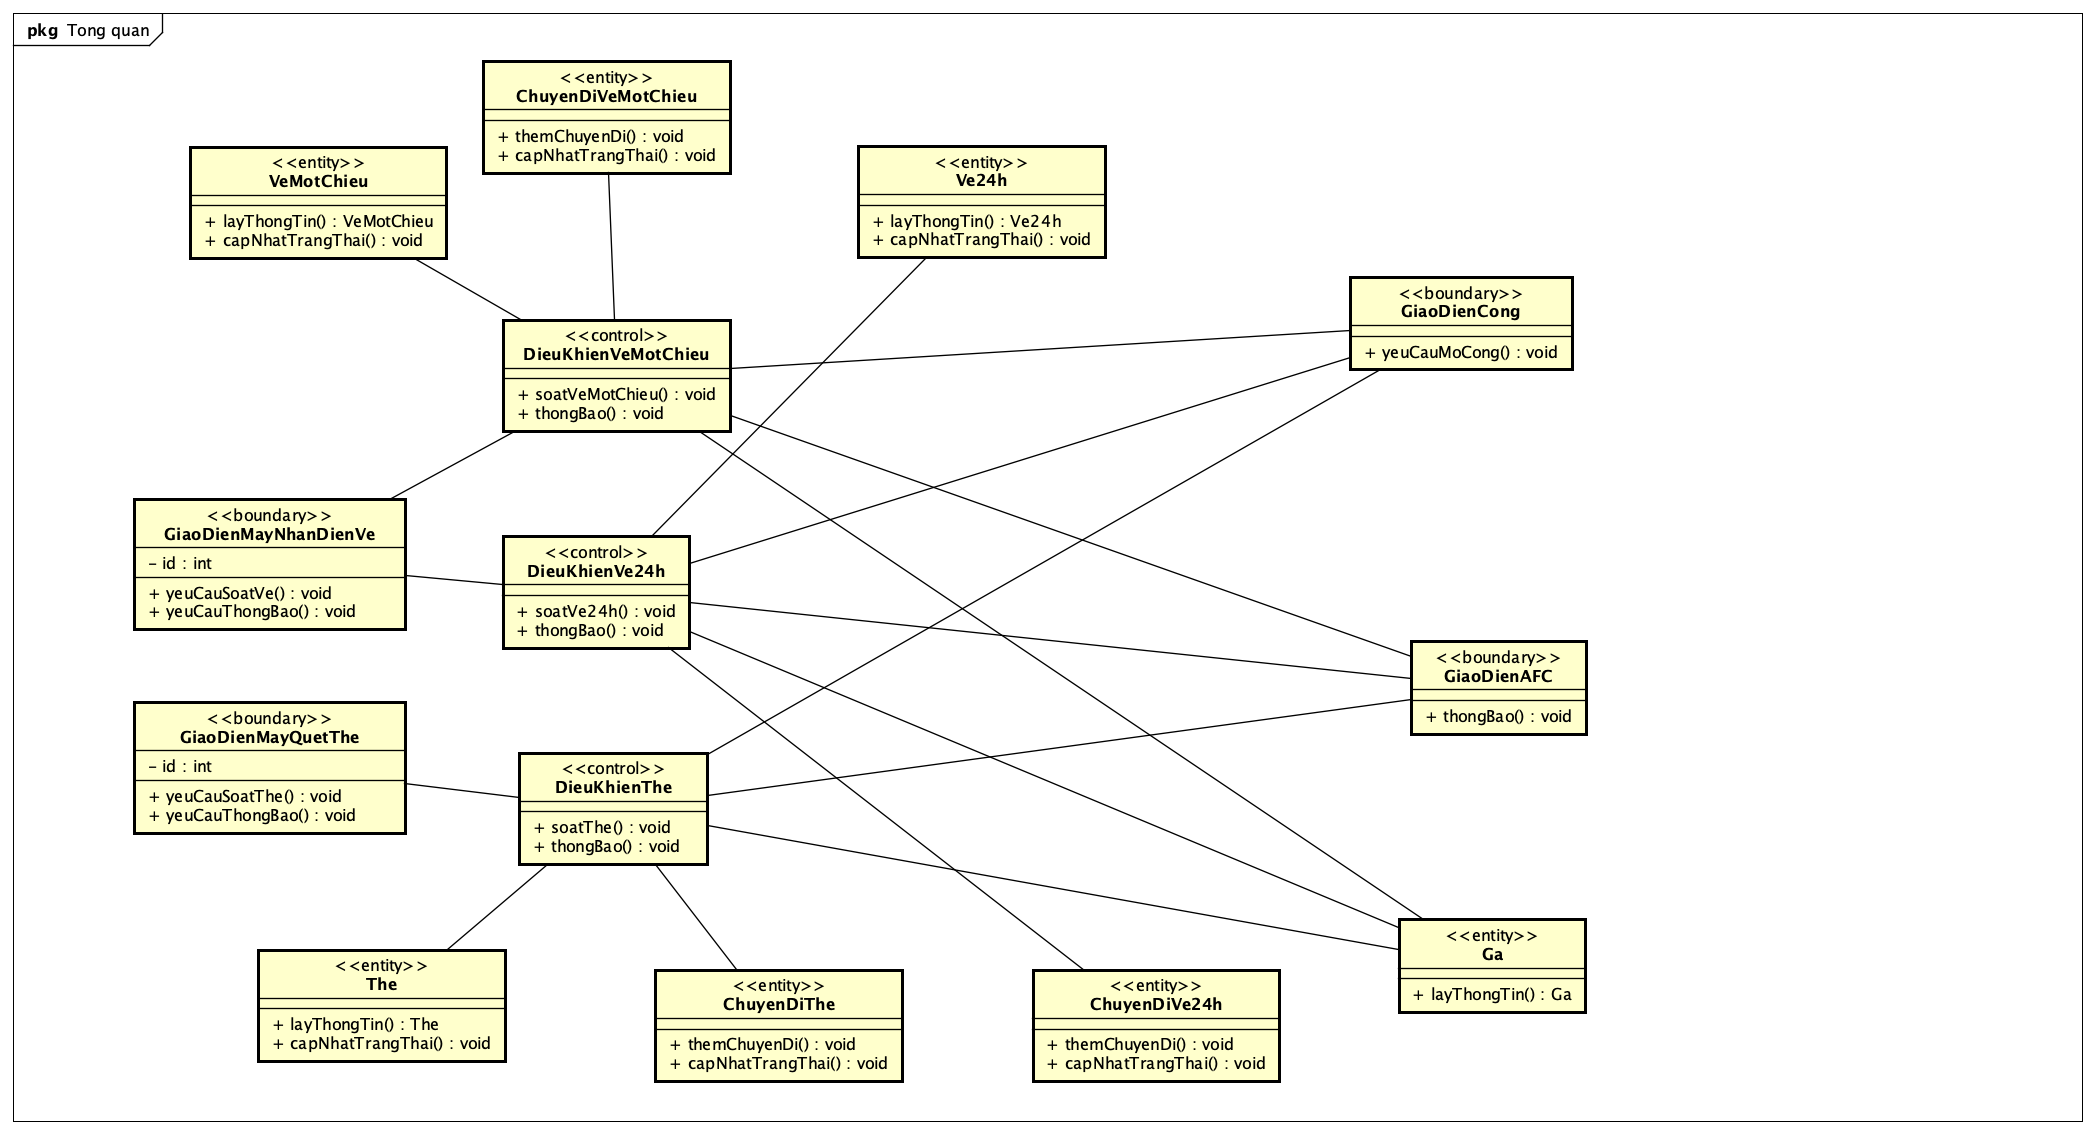 pkg Tong quan
<<entity>>
ChuyenDiVeMotChieu
+ themChuyenDi() : void
+ capNhatTrangThai() : void
<<entity>>
VeMotChieu
+ layThongTin() : VeMotChieu
+ capNhatTrangThai() : void
<<entity>>
Ve24h
+ layThongTin() : Ve24h
+ capNhatTrangThai() : void
<<boundary>>
GiaoDienCong
+ yeuCauMoCong() : void
<<control>>
DieuKhienVeMotChieu
+ soatVeMotChieu() : void
+ thongBao() : void
<<boundary>>
GiaoDienMayNhanDienVe
- id : int
+ yeuCauSoatVe() : void
+ yeuCauThongBao() : void
<<control>>
DieuKhienVe24h
+ soatVe24h() : void
+ thongBao() : void
<<boundary>>
GiaoDienAFC
+ thongBao() : void
<<boundary>>
GiaoDienMayQuetThe
- id : int
+ yeuCauSoatThe() : void
+ yeuCauThongBao() : void
<<control>>
DieuKhienThe
+ soatThe() : void
+ thongBao() : void
<<entity>>
The
+ layThongTin() : The
+ capNhatTrangThai() : void
<<entity>>
ChuyenDiThe
+ themChuyenDi() : void
+ capNhatTrangThai() : void
<<entity>>
ChuyenDiVe24h
+ themChuyenDi() : void
+ capNhatTrangThai() : void
<<entity>>
Ga
+ layThongTin() : Ga